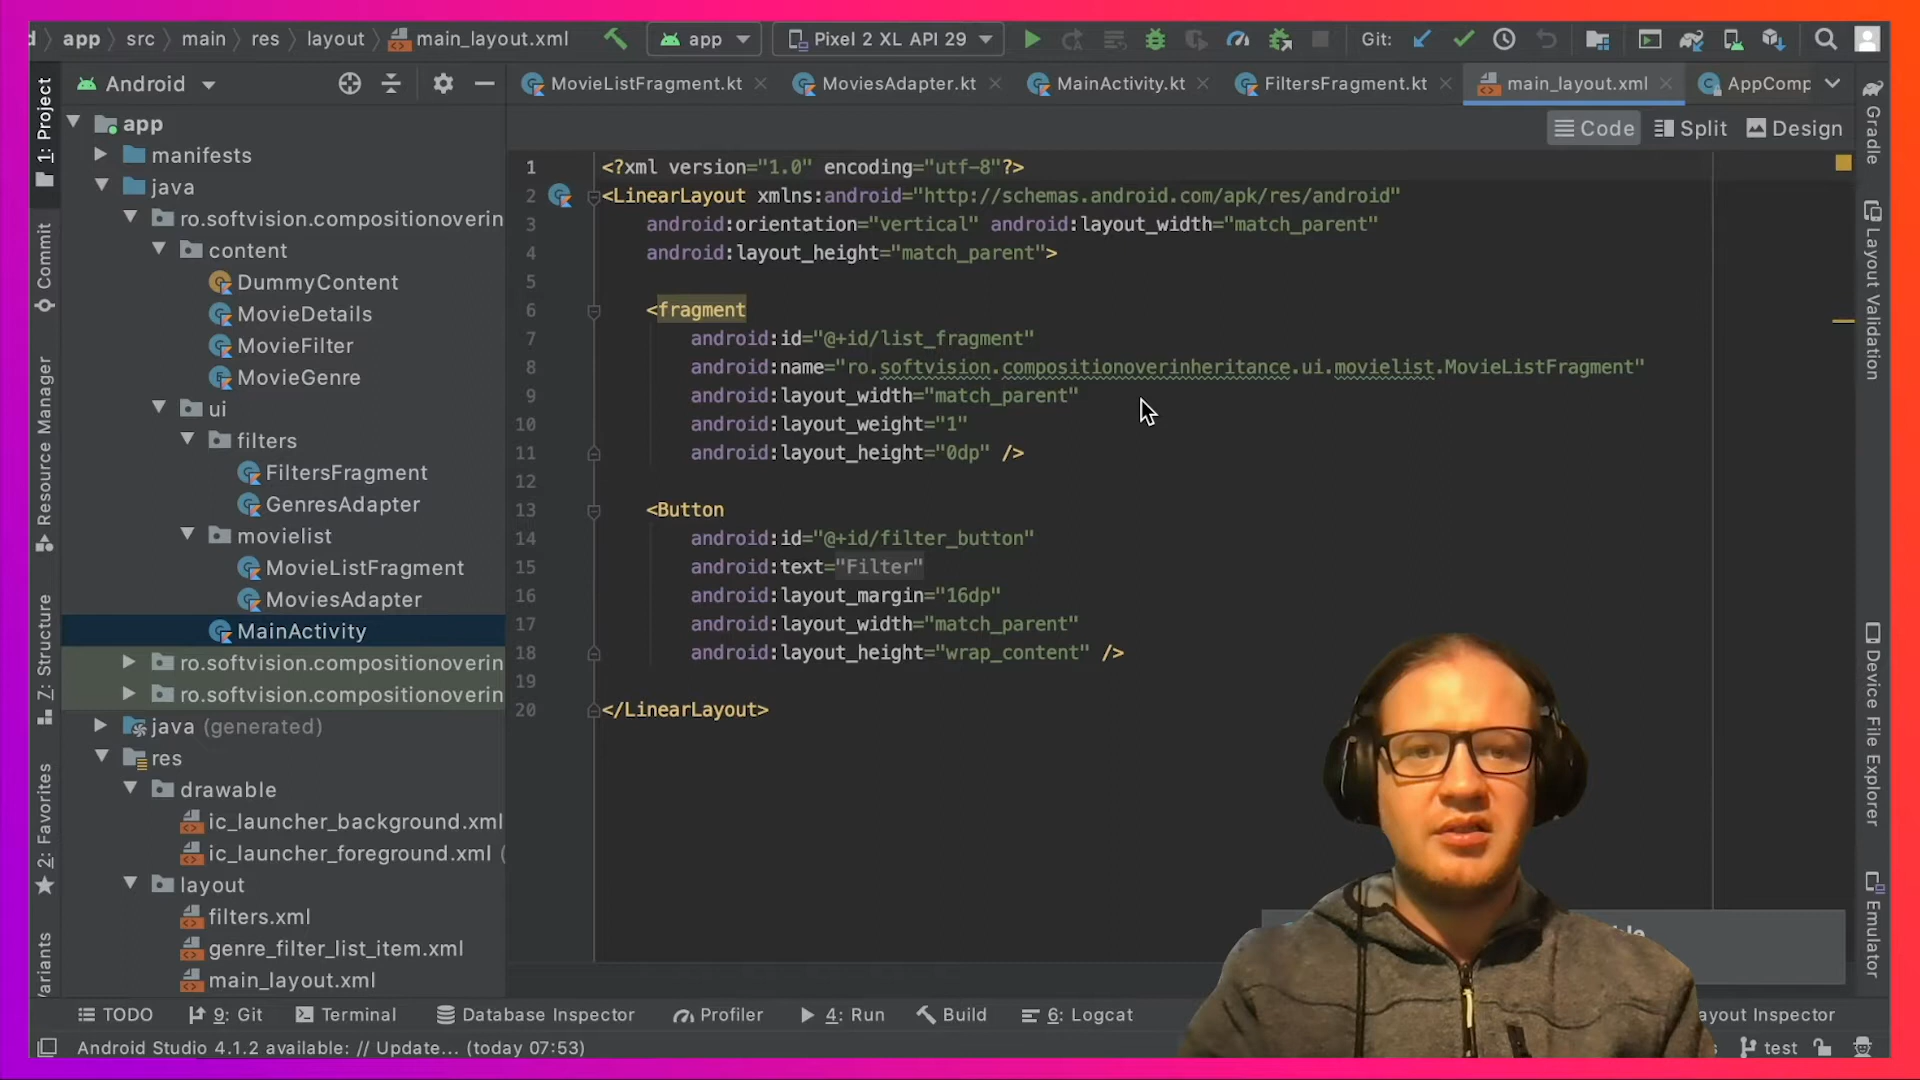 d app src main res layout main_layout.xml app Pixel 2 XL API 29 Git:
1: Project
Commit
Resource Manager
7: Structure
2: Favorites
Android
app
manifests
java
ro.softvision.compositionoverin
content
DummyContent
MovieDetails
MovieFilter
MovieGenre
ui
filters
FiltersFragment
GenresAdapter
movielist
MovieListFragment
MoviesAdapter
MainActivity
ro.softvision.compositionoverin
ro.softvision.compositionoverin
java (generated)
res
drawable
ic_launcher_background.xml
ic_launcher_foreground.xml (
layout
filters.xml
genre_filter_list_item.xml
main_layout.xml
MovieListFragment.kt MoviesAdapter.kt MainActivity.kt FiltersFragment.kt main_layout.xml AppComp
Code Split Design
1 <?xml version="1.0" encoding="utf-8"?>
2 <LinearLayout xmlns:android="http://schemas.android.com/apk/res/android"
3 android:orientation="vertical" android:layout_width="match_parent"
4 android:layout_height="match_parent">
5
6 <fragment
7 android:id="@+id/list_fragment"
8 android:name="ro.softvision.compositionoverinheritance.ui.movielist.MovieListFragment"
9 android:layout_width="match_parent"
10 android:layout_weight="1"
11 android:layout_height="0dp" />
12
13 <Button
14 android:id="@+id/filter_button"
15 android:text="Filter"
16 android:layout_margin="16dp"
17 android:layout_width="match_parent"
18 android:layout_height="wrap_content" />
19
20 </LinearLayout>
Gradle
Layout Validation
Device File Explorer
Emulator
TODO 9: Git Terminal Database Inspector Profiler 4: Run Build 6: Logcat ayout Inspector
Android Studio 4.1.2 available: // Update... (today 07:53) test